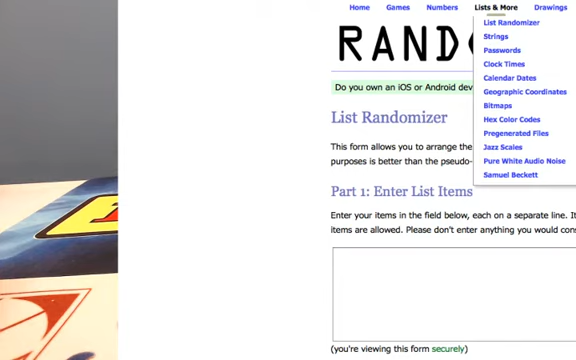 Home Games Numbers Lists & More Drawings
List Randomizer
Strings
Passwords
Clock Times
Calendar Dates
Geographic Coordinates
Bitmaps
Hex Color Codes
Pregenerated Files
Jazz Scales
Pure White Audio Noise
Samuel Beckett
RANDO
Do you own an iOS or Android dev
List Randomizer
This form allows you to arrange the
purposes is better than the pseudo-
Part 1: Enter List Items
Enter your items in the field below, each on a separate line. I
items are allowed. Please don't enter anything you would cons
(you're viewing this form securely)